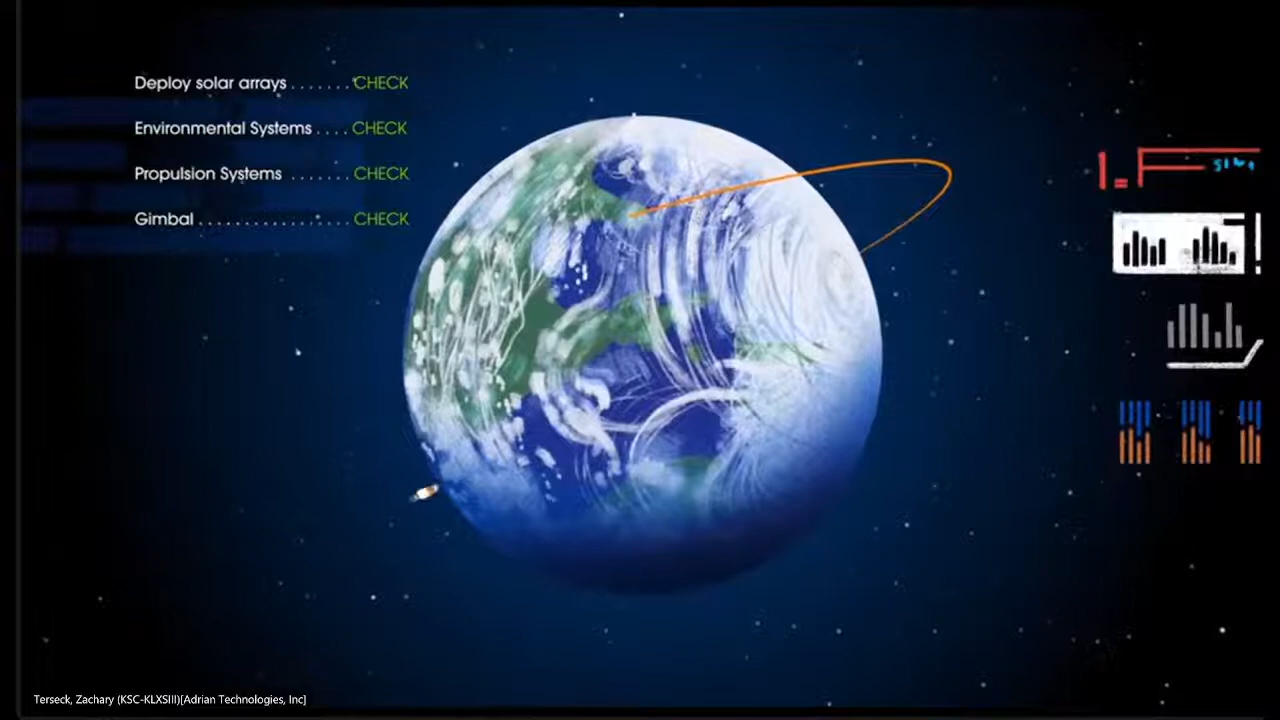 Deploy solar arrays . . . . . . . CHECK
Environmental Systems . . . . CHECK
Propulsion Systems . . . . . . . CHECK
Gimbal . . . . . . . . . . . . . . . CHECK
Terseck, Zachary (KSC-KLXSIII)[Adrian Technologies, Inc]